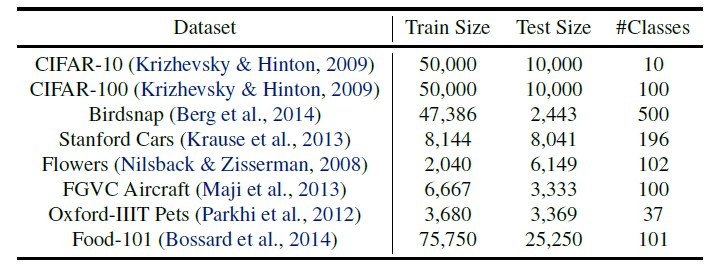 Dataset Train Size Test Size #Classes
CIFAR-10 (Krizhevsky & Hinton, 2009) 50,000 10,000 10
CIFAR-100 (Krizhevsky & Hinton, 2009) 50,000 10,000 100
Birdsnap (Berg et al., 2014) 47,386 2,443 500
Stanford Cars (Krause et al., 2013) 8,144 8,041 196
Flowers (Nilsback & Zisserman, 2008) 2,040 6,149 102
FGVC Aircraft (Maji et al., 2013) 6,667 3,333 100
Oxford-IIIT Pets (Parkhi et al., 2012) 3,680 3,369 37
Food-101 (Bossard et al., 2014) 75,750 25,250 101